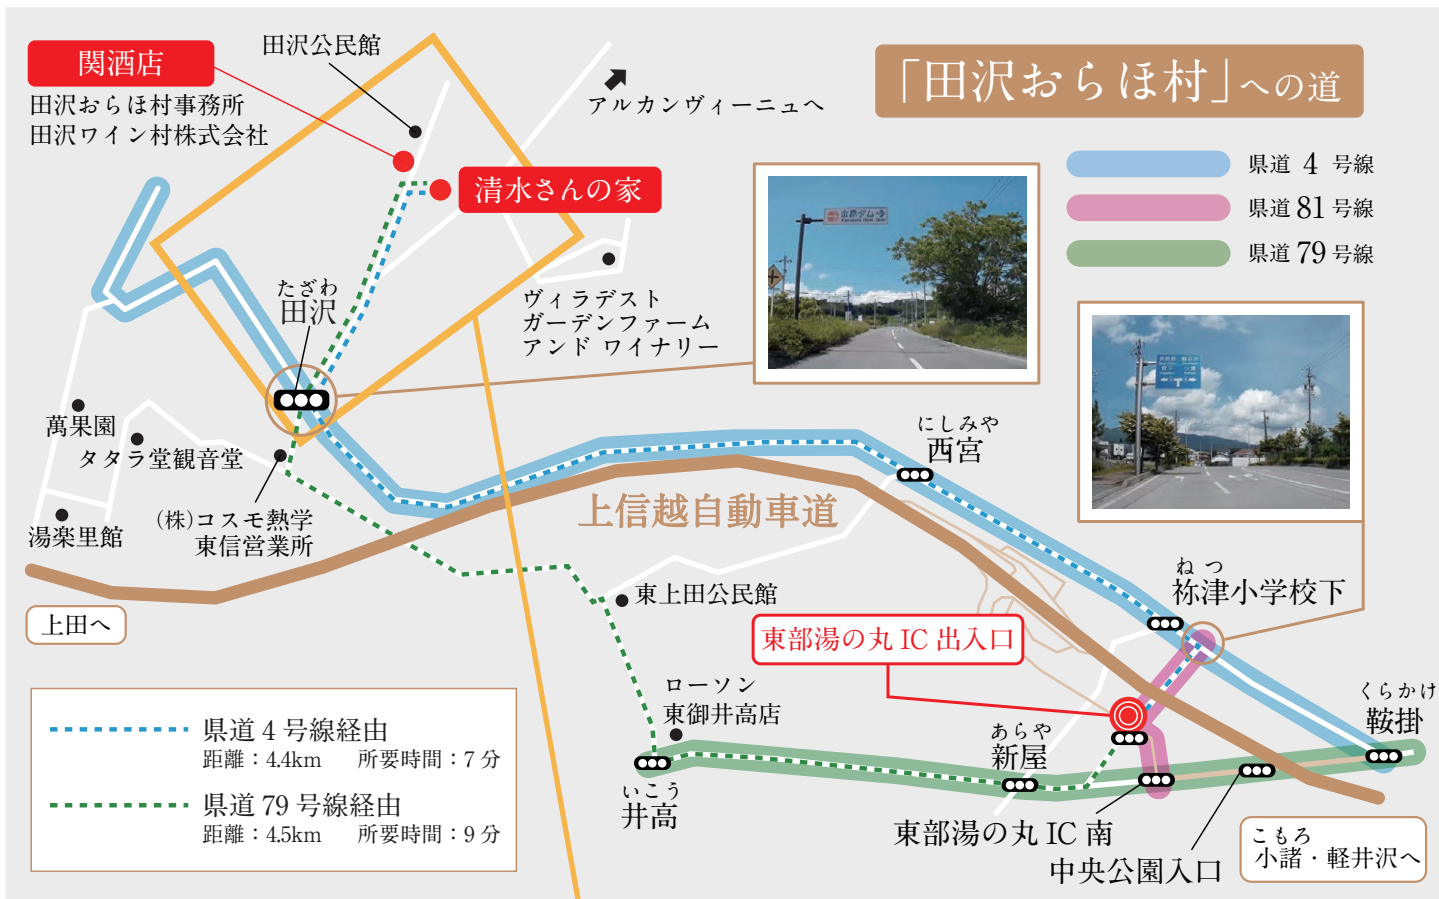 「田沢おらほ村」への道
県道 4 号線
県道 81 号線
県道 79 号線
関酒店
田沢おらほ村事務所
田沢ワイン村株式会社
田沢公民館
アルカンヴィーニュへ
清水さんの家
たざわ
田沢
ヴィラデスト
ガーデンファーム
アンド ワイナリー
萬果園
タタラ堂観音堂
湯楽里館
(株)コスモ熱学
東信営業所
上田へ
上信越自動車道
にしみや
西宮
ねつ
祢津小学校下
東上田公民館
東部湯の丸 IC 出入口
ローソン
東御井高店
いこう
井高
あらや
新屋
くらかけ
鞍掛
東部湯の丸 IC 南
中央公園入口
こもろ
小諸・軽井沢へ
県道 4 号線経由
距離：4.4km 所要時間：7 分
県道 79 号線経由
距離：4.5km 所要時間：9 分